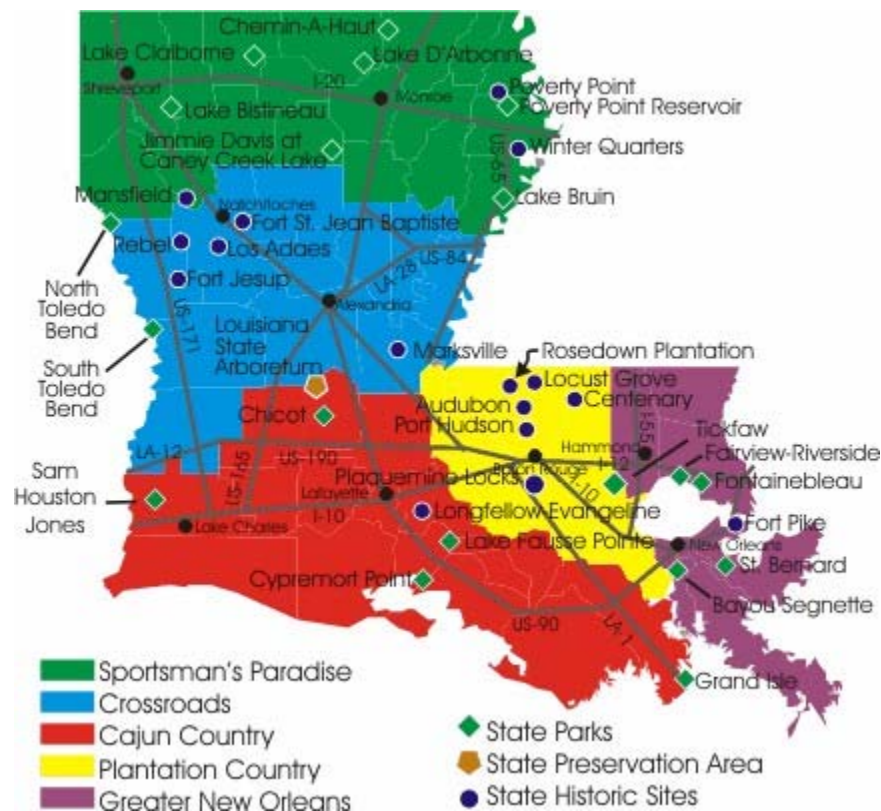 Chemin-A-Haut
Lake Claiborne
Lake D'Arbonne
I-20
Shreveport
Monroe
Poverty Point
Poverty Point Reservoir
Lake Bistineau
Jimmie Davis at
Caney Creek Lake
US-65
Winter Quarters
Mansfield
Natchitoches
Lake Bruin
Fort St. Jean Baptiste
Rebel
Los Adaes
US-84
LA-28
Fort Jesup
North
Toledo
Bend
US-171
Alexandria
Louisiana
State
Arboretum
South
Toledo
Bend
Marksville
Rosedown Plantation
Locust Grove
Centenary
Audubon
Port Hudson
Chicot
Tickfaw
I-55
Hammond
I-12
Fairview-Riverside
LA-12
US-190
US-165
Plaquemine Locks
Baton Rouge
I-10
Fontainebleau
Sam
Houston
Jones
Lafayette
I-10
Lake Charles
Longfellow-Evangeline
Fort Pike
New Orleans
Lake Fausse Pointe
St. Bernard
Cypremort Point
Bayou Segnette
US-90
LA-1
Grand Isle
Sportsman's Paradise
Crossroads
Cajun Country
Plantation Country
Greater New Orleans
State Parks
State Preservation Area
State Historic Sites